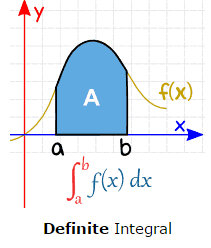 y
f(x)
A
x
a b
∫ₐᵇ f(x) dx
Definite Integral